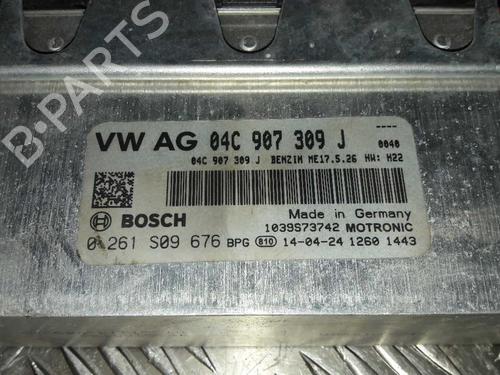 B-PARTS
VW AG 04C 907 309 J
----
0040
04C 907 309 J BENZIM ME17.5.26 HW: H22
BOSCH
Made in Germany
1039S73742 MOTRONIC
0 261 S09 676 BPG 810 14-04-24 1260 1443